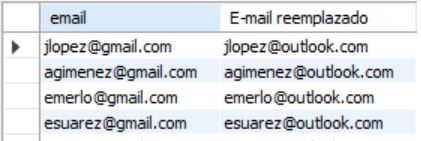 email E-mail reemplazado
jlopez@gmail.com jlopez@outlook.com
agimenez@gmail.com agimenez@outlook.com
emerlo@gmail.com emerlo@outlook.com
esuarez@gmail.com esuarez@outlook.com